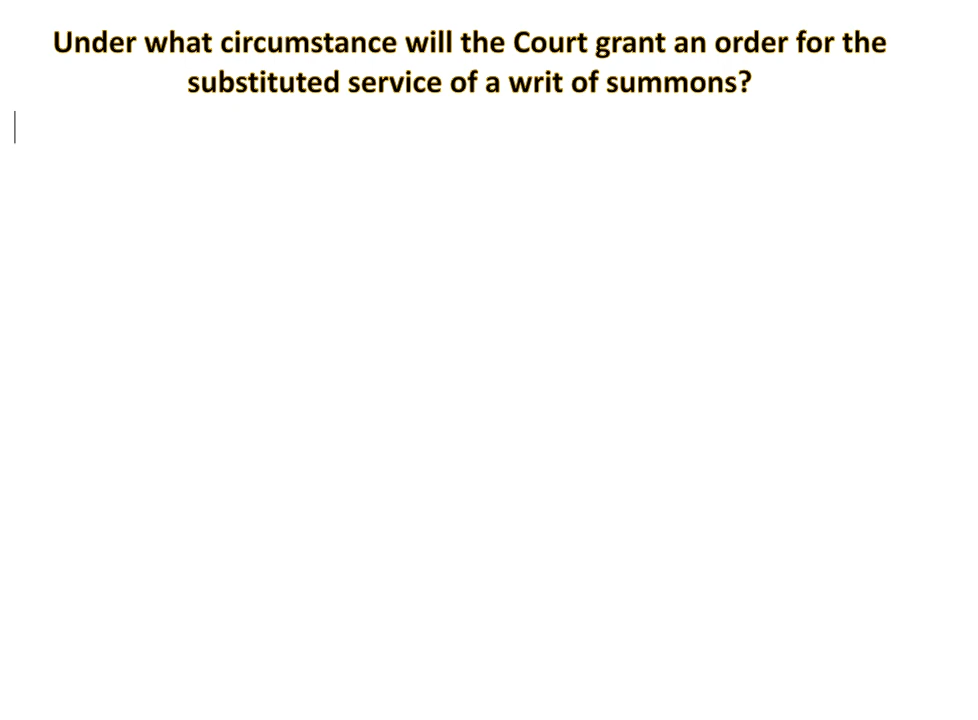 Under what circumstance will the Court grant an order for the
substituted service of a writ of summons?